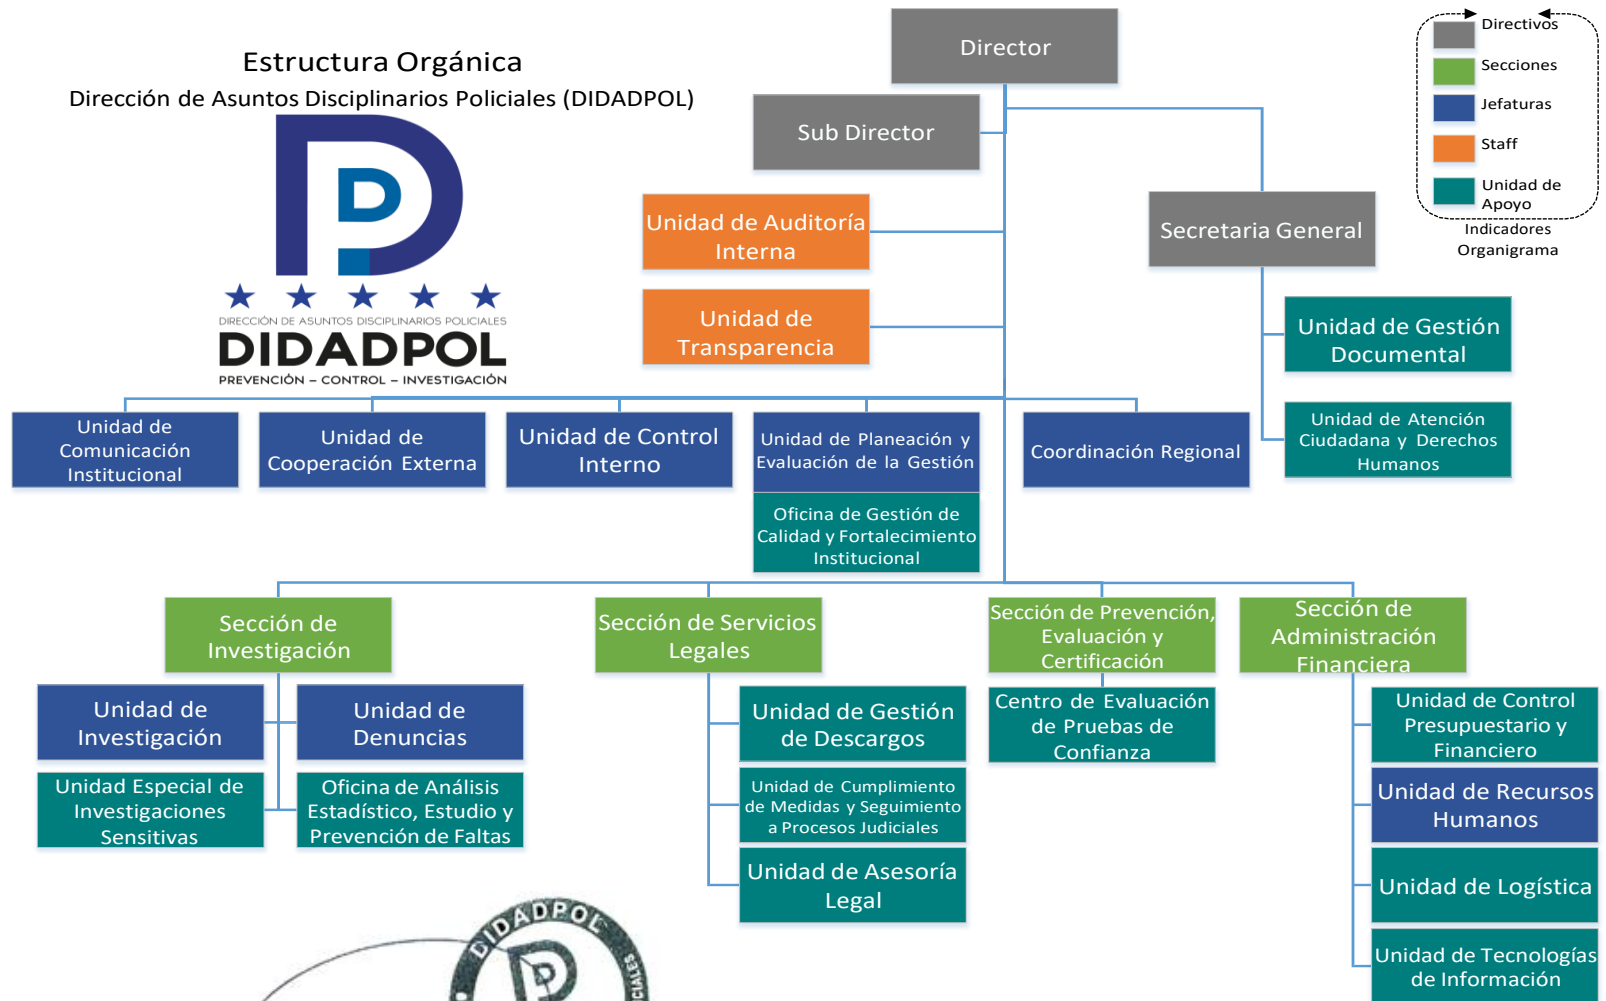 Estructura Orgánica
Dirección de Asuntos Disciplinarios Policiales (DIDADPOL)
DIRECCIÓN DE ASUNTOS DISCIPLINARIOS POLICIALES
DIDADPOL
PREVENCIÓN – CONTROL – INVESTIGACIÓN
Director
Sub Director
Directivos
Secciones
Jefaturas
Staff
Unidad de
Apoyo
Indicadores
Organigrama
Unidad de Auditoría
Interna
Unidad de
Transparencia
Secretaria General
Unidad de Gestión
Documental
Unidad de Atención
Ciudadana y Derechos
Humanos
Unidad de
Comunicación
Institucional
Unidad de
Cooperación Externa
Unidad de Control
Interno
Unidad de Planeación y
Evaluación de la Gestión
Oficina de Gestión de
Calidad y Fortalecimiento
Institucional
Coordinación Regional
Sección de
Investigación
Unidad de
Investigación
Unidad de
Denuncias
Unidad Especial de
Investigaciones
Sensitivas
Oficina de Análisis
Estadístico, Estudio y
Prevención de Faltas
Sección de Servicios
Legales
Unidad de Gestión
de Descargos
Unidad de Cumplimiento
de Medidas y Seguimiento
a Procesos Judiciales
Unidad de Asesoría
Legal
Sección de Prevención,
Evaluación y
Certificación
Centro de Evaluación
de Pruebas de
Confianza
Sección de
Administración
Financiera
Unidad de Control
Presupuestario y
Financiero
Unidad de Recursos
Humanos
Unidad de Logística
Unidad de Tecnologías
de Información
DIDADPOL